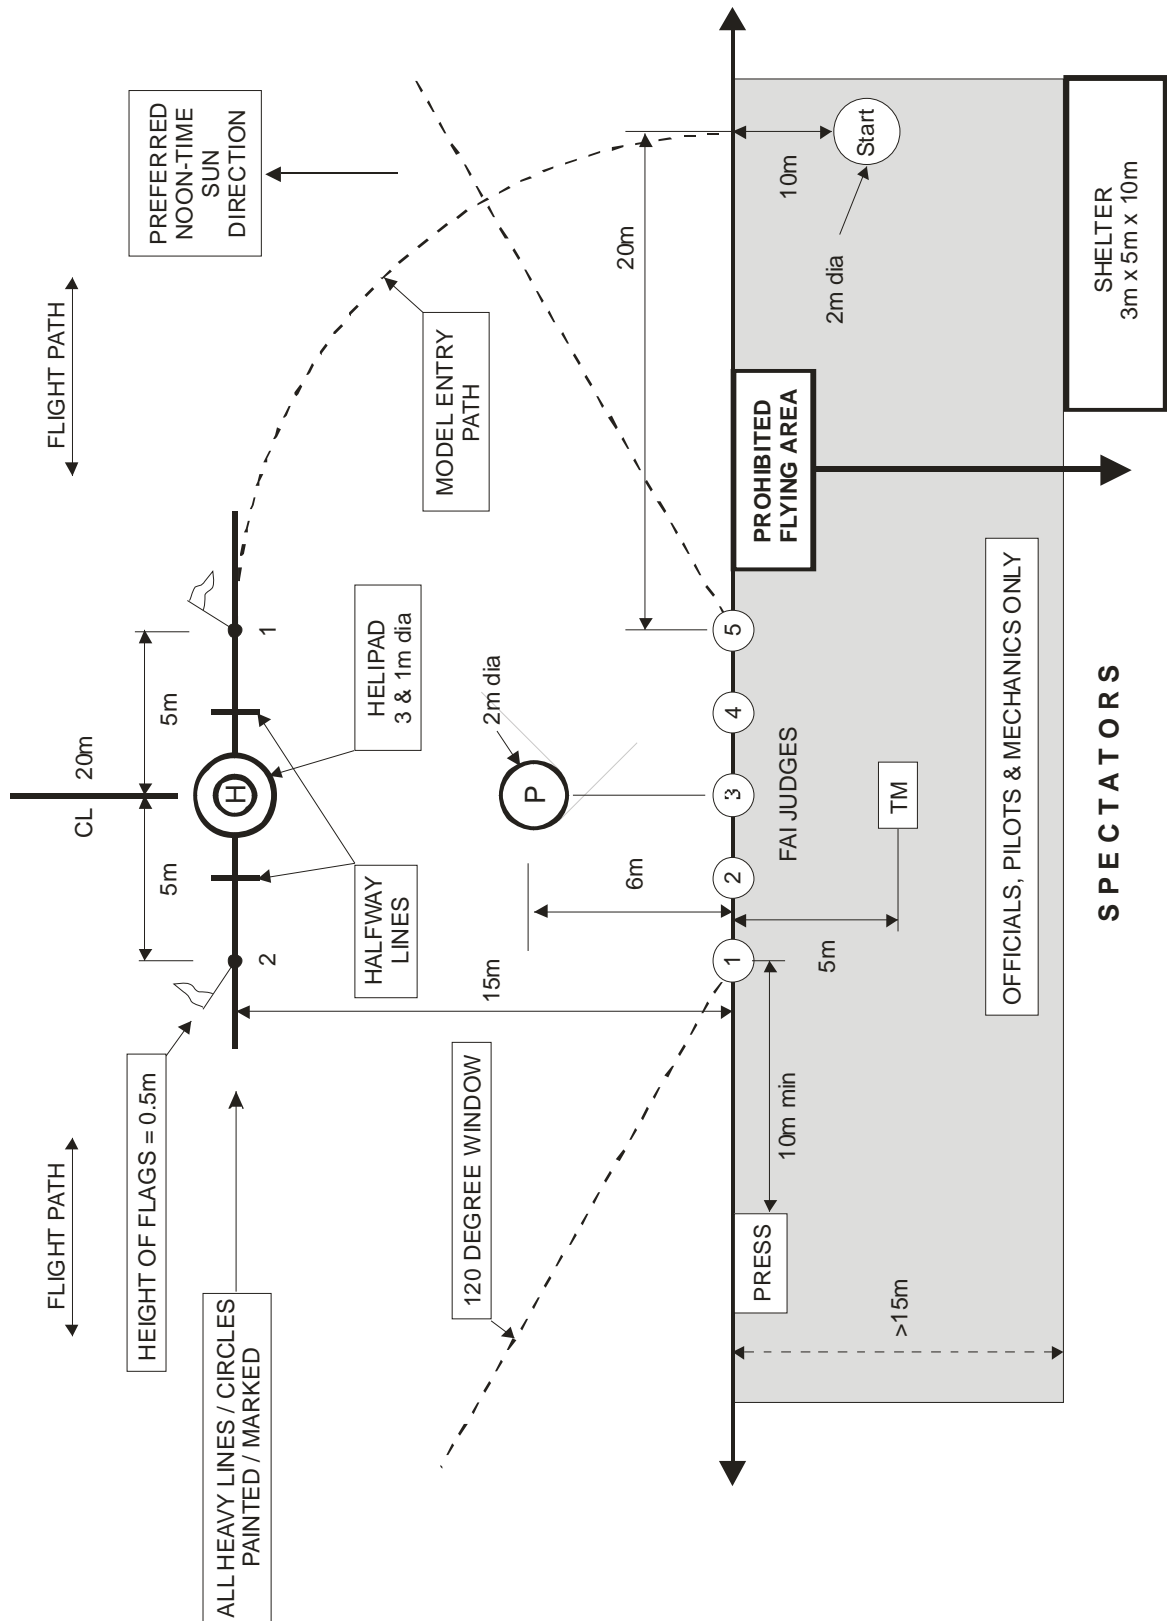 FLIGHT PATH
FLIGHT PATH
PREFERRED
NOON-TIME
SUN
DIRECTION
HEIGHT OF FLAGS = 0.5m
ALL HEAVY LINES / CIRCLES
PAINTED / MARKED
CL
20m
5m
5m
2
H
1
HALFWAY
LINES
HELIPAD
3 & 1m dia
MODEL ENTRY
PATH
120 DEGREE WINDOW
15m
P
2m dia
6m
20m
1
2
3
4
5
FAI JUDGES
PROHIBITED
FLYING AREA
PRESS
10m min
5m
TM
10m
2m dia
Start
>15m
OFFICIALS, PILOTS & MECHANICS ONLY
SHELTER
3m x 5m x 10m
SPECTATORS